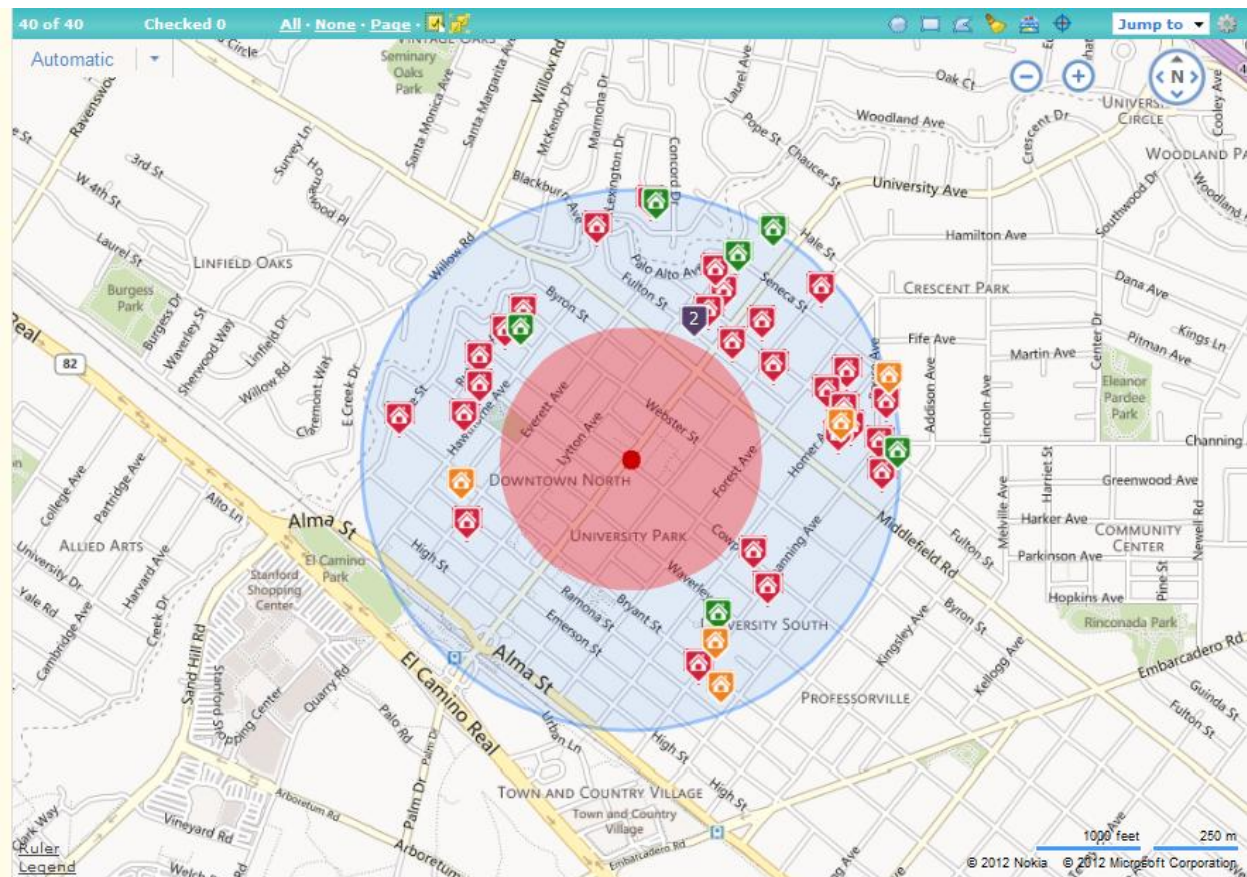 40 of 40 Checked 0 All · None · Page · Jump to
Automatic
Seminary Oaks Park
Ravenswood
Santa Monica Ave
Santa Margarita Ave
Willow Rd
McKendry Dr
Marmona Dr
Lexington Dr
Concord Dr
Laurel Ave
Pope St
Chaucer St
Oak Ct
Woodland Ave
Crescent Dr
Cooley Ave
N
University Ave
WOODLAND
Southwood Dr
Woodland
3rd St
Survey Ln
Homewood Pl
W 4th St
Laurel St
Blackburn Ave
Willow Rd
LINFIELD OAKS
Burgess Park
Burgess Dr
Waverley St
Sherwood Way
Linfield Dr
Willow Rd
Claremont Way
E Creek Dr
Palo Alto Ave
Fulton St
Byron St
Seneca St
Hale St
Hamilton Ave
CRESCENT PARK
Dana Ave
Fife Ave
Martin Ave
Center Dr
Pitman Ave
Kings Ln
Eleanor Pardee Park
Addison Ave
Lincoln Ave
Channing
2
82
Real
Hawthorne Ave
Everett Ave
Lytton Ave
Webster St
Forest Ave
DOWNTOWN NORTH
UNIVERSITY PARK
College Ave
Partridge Ave
Alto Ln
Alma St
ALLIED ARTS
University Dr
Harvard Ave
Yale Rd
Cambridge Ave
Creek Dr
El Camino Park
Stanford Shopping Center
High St
Waverley
Ramona St
Bryant St
Emerson St
Middlefield Rd
Melville Ave
Harriet St
Greenwood Ave
Harker Ave
COMMUNITY CENTER
Newell Rd
Parkinson Ave
Pine St
Hopkins Ave
Rinconada Park
Fulton St
Byron St
Kingsley Ave
Kellogg Ave
Embarcadero Rd
Guinda St
Fulton St
PROFESSORVILLE
Sand Hill Rd
Stanford Shopping Center
Quarry Rd
El Camino Real
Alma St
Palo Rd
Palm Dr
Urban Ln
High St
High St
TOWN AND COUNTRY VILLAGE
Town and Country Village
Embarcadero Rd
Arboretum Rd
Palm Dr
Arboretum
Vineyard Rd
Clark Way
Welch
Ruler
Legend
1000 feet 250 m
© 2012 Nokia © 2012 Microsoft Corporation